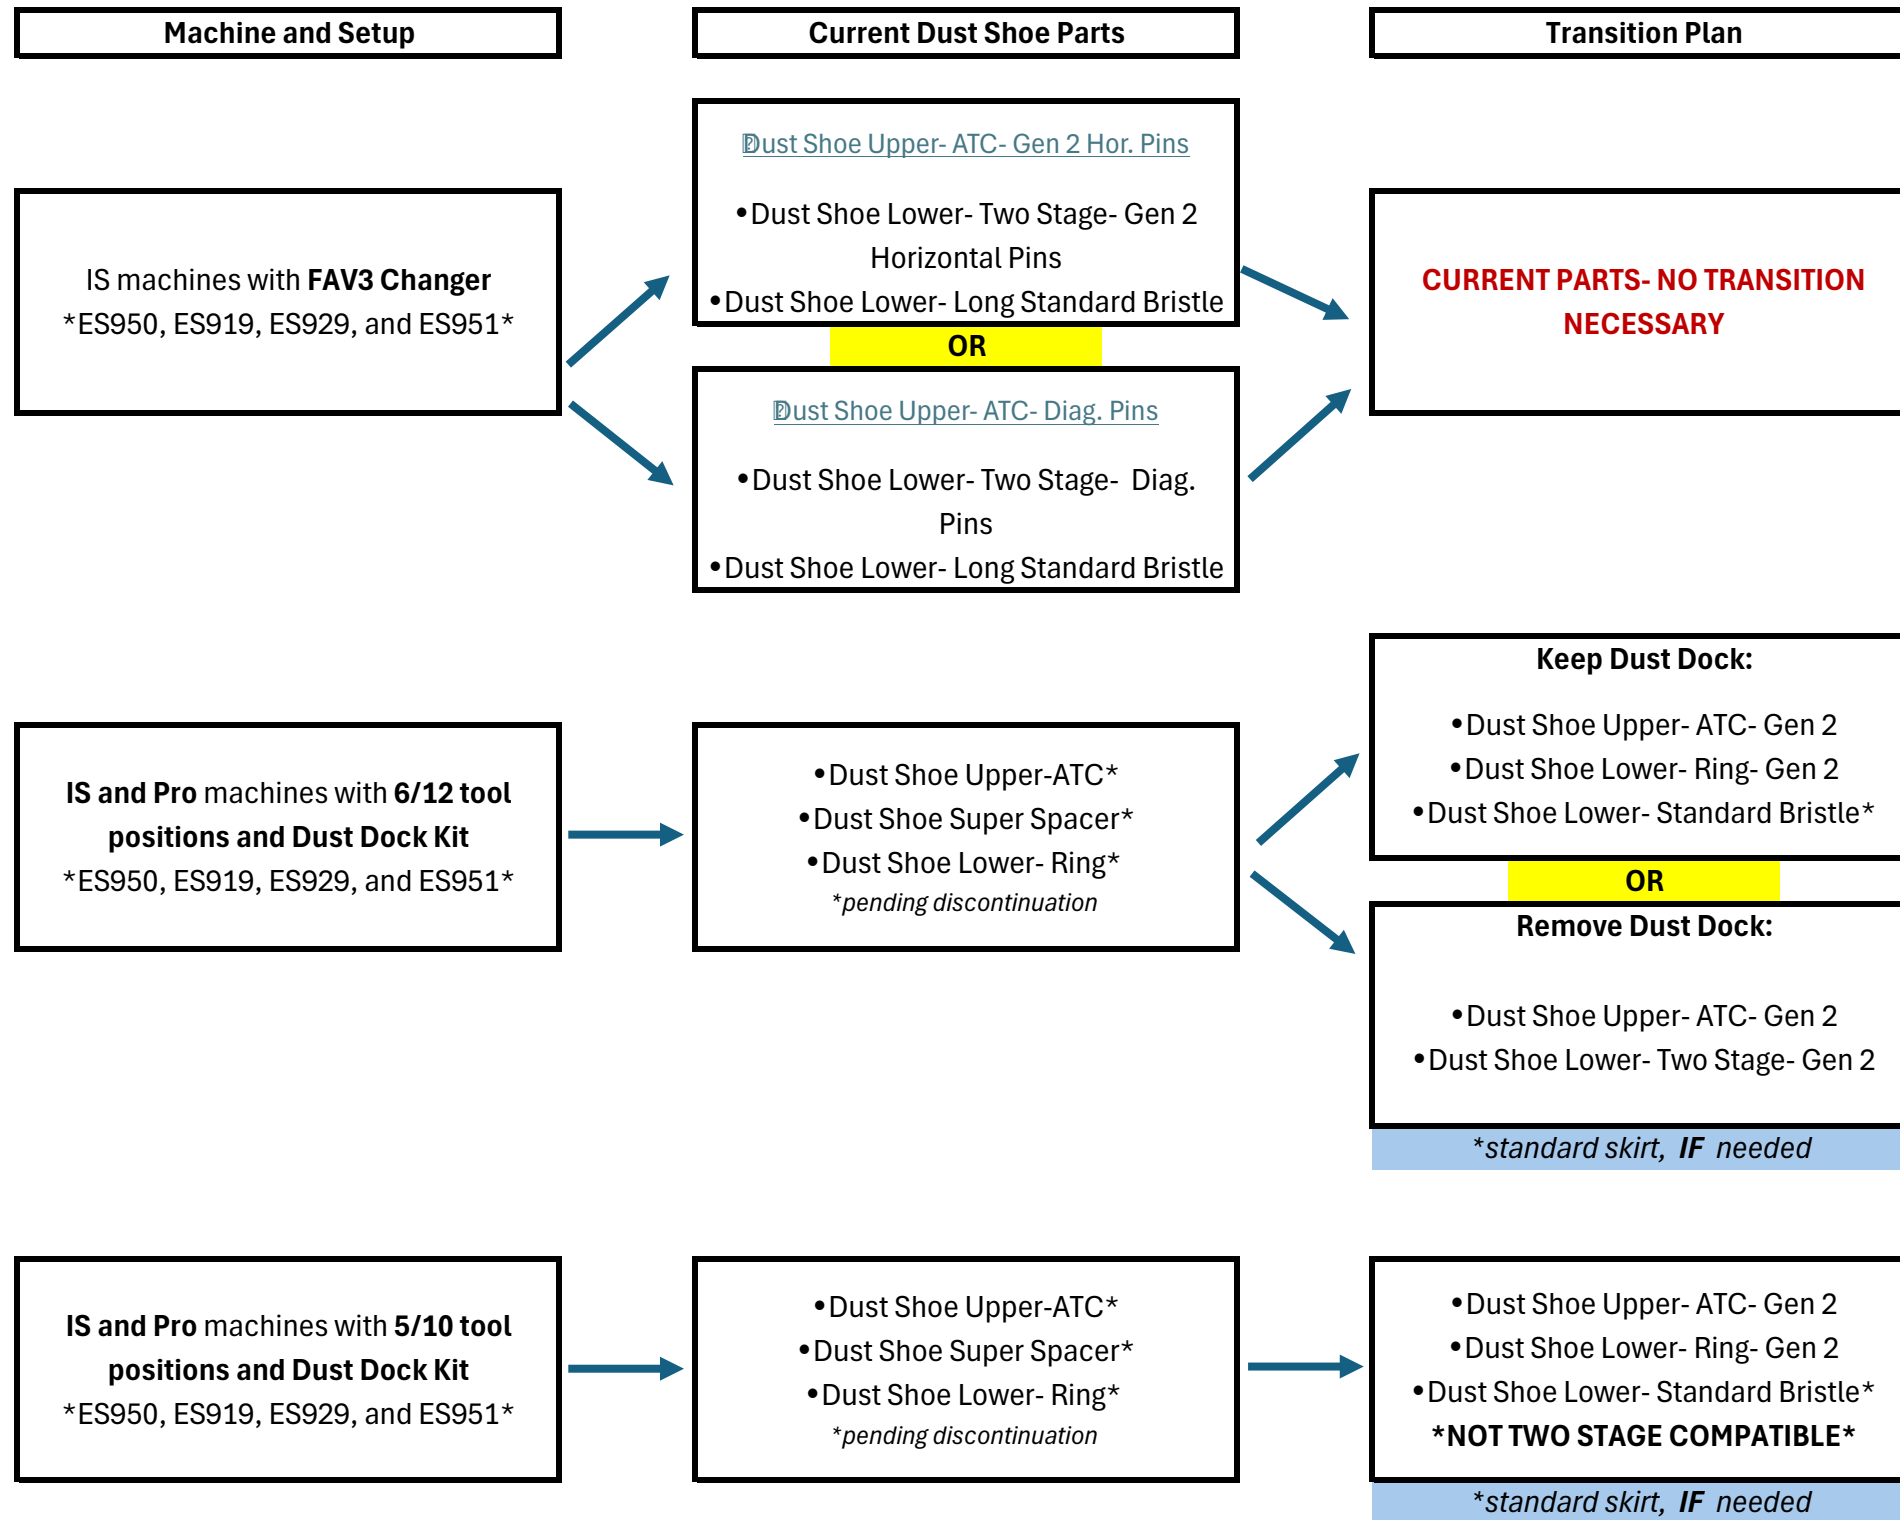 Machine and Setup
Current Dust Shoe Parts
Transition Plan
IS machines with FAV3 Changer
*ES950, ES919, ES929, and ES951*
Dust Shoe Upper- ATC- Gen 2 Hor. Pins
•Dust Shoe Lower- Two Stage- Gen 2
Horizontal Pins
•Dust Shoe Lower- Long Standard Bristle
OR
Dust Shoe Upper- ATC- Diag. Pins
•Dust Shoe Lower- Two Stage- Diag.
Pins
•Dust Shoe Lower- Long Standard Bristle
CURRENT PARTS- NO TRANSITION
NECESSARY
IS and Pro machines with 6/12 tool
positions and Dust Dock Kit
*ES950, ES919, ES929, and ES951*
•Dust Shoe Upper-ATC*
•Dust Shoe Super Spacer*
•Dust Shoe Lower- Ring*
*pending discontinuation
Keep Dust Dock:
•Dust Shoe Upper- ATC- Gen 2
•Dust Shoe Lower- Ring- Gen 2
•Dust Shoe Lower- Standard Bristle*
OR
Remove Dust Dock:
•Dust Shoe Upper- ATC- Gen 2
•Dust Shoe Lower- Two Stage- Gen 2
*standard skirt, IF needed
IS and Pro machines with 5/10 tool
positions and Dust Dock Kit
*ES950, ES919, ES929, and ES951*
•Dust Shoe Upper-ATC*
•Dust Shoe Super Spacer*
•Dust Shoe Lower- Ring*
*pending discontinuation
•Dust Shoe Upper- ATC- Gen 2
•Dust Shoe Lower- Ring- Gen 2
•Dust Shoe Lower- Standard Bristle*
*NOT TWO STAGE COMPATIBLE*
*standard skirt, IF needed